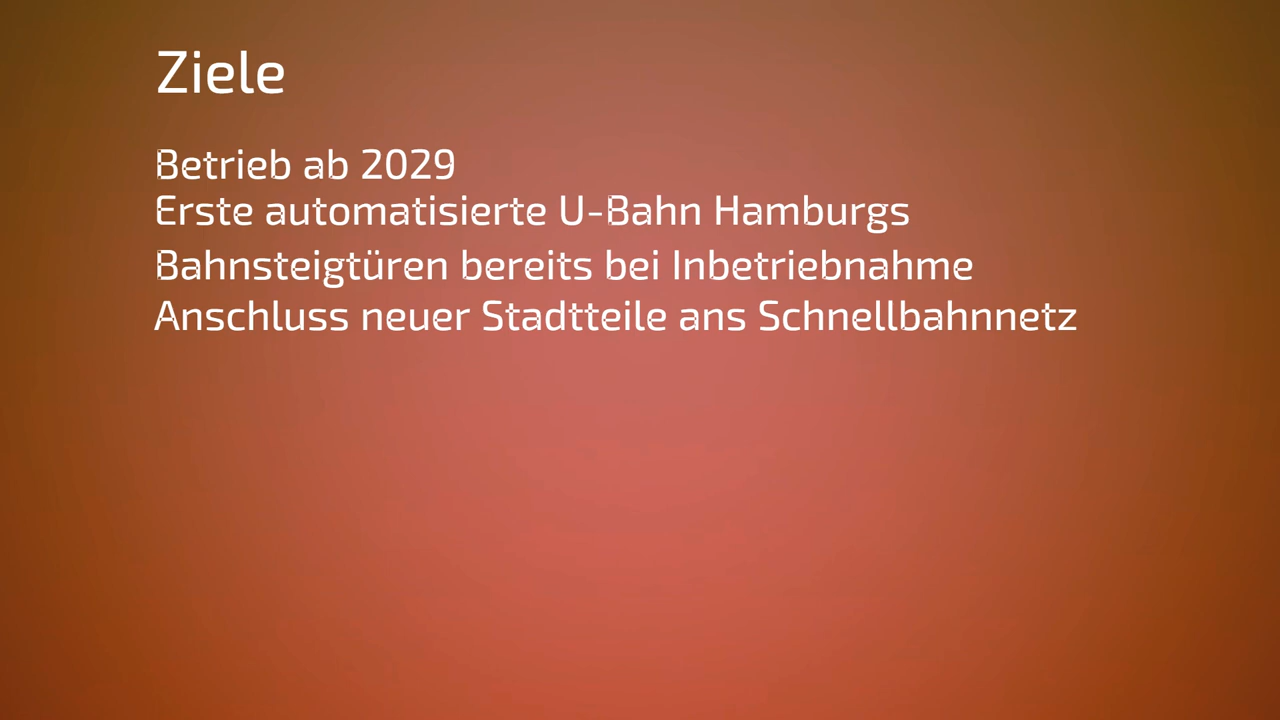 Ziele
Betrieb ab 2029
Erste automatisierte U-Bahn Hamburgs
Bahnsteigtüren bereits bei Inbetriebnahme
Anschluss neuer Stadtteile ans Schnellbahnnetz